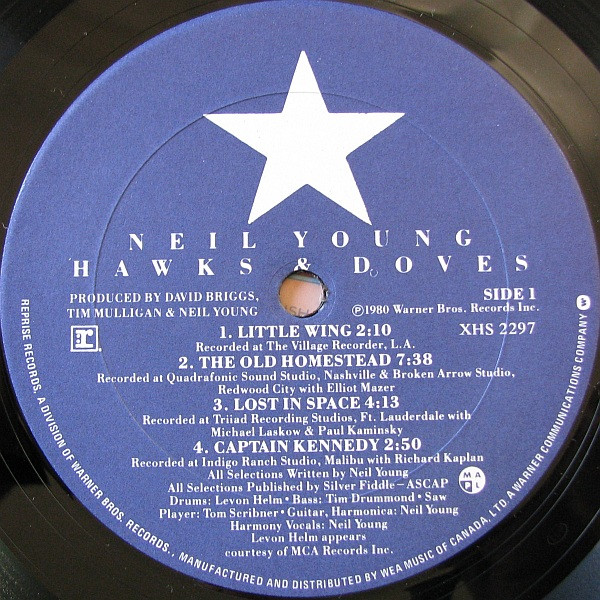 NEIL YOUNG
HAWKS & DOVES
PRODUCED BY DAVID BRIGGS,
TIM MULLIGAN & NEIL YOUNG
SIDE 1
℗1980 Warner Bros. Records Inc.
XHS 2297
r
1. LITTLE WING 2:10
Recorded at The Village Recorder, L.A.
2. THE OLD HOMESTEAD 7:38
Recorded at Quadrafonic Sound Studio, Nashville & Broken Arrow Studio,
Redwood City with Elliot Mazer
3. LOST IN SPACE 4:13
Recorded at Triiad Recording Studios, Ft. Lauderdale with
Michael Laskow & Paul Kaminsky
4. CAPTAIN KENNEDY 2:50
Recorded at Indigo Ranch Studio, Malibu with Richard Kaplan
All Selections Written by Neil Young
All Selections Published by Silver Fiddle–ASCAP
MAPL
Drums: Levon Helm • Bass: Tim Drummond • Saw
Player: Tom Scribner • Guitar, Harmonica: Neil Young
Harmony Vocals: Neil Young
Levon Helm appears
courtesy of MCA Records Inc.
REPRISE RECORDS, A DIVISION OF WARNER BROS. RECORDS., MANUFACTURED AND DISTRIBUTED BY WEA MUSIC OF CANADA, LTD. A WARNER COMMUNICATIONS COMPANY